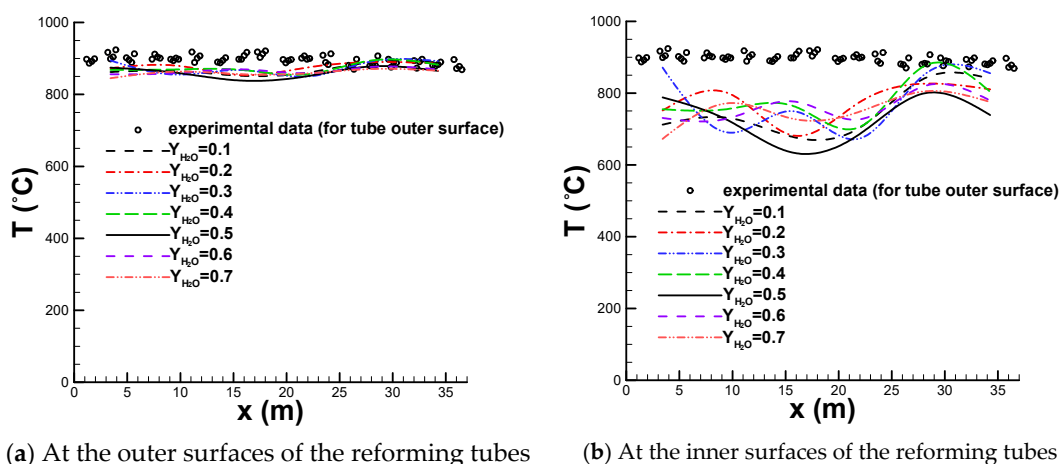 1000
800
600
400
200
0
T (°C)
experimental data (for tube outer surface)
Y_H₂O=0.1
Y_H₂O=0.2
Y_H₂O=0.3
Y_H₂O=0.4
Y_H₂O=0.5
Y_H₂O=0.6
Y_H₂O=0.7
0 5 10 15 20 25 30 35
x (m)
(a) At the outer surfaces of the reforming tubes
1000
800
600
400
200
0
T (°C)
experimental data (for tube outer surface)
Y_H₂O=0.1
Y_H₂O=0.2
Y_H₂O=0.3
Y_H₂O=0.4
Y_H₂O=0.5
Y_H₂O=0.6
Y_H₂O=0.7
0 5 10 15 20 25 30 35
x (m)
(b) At the inner surfaces of the reforming tubes